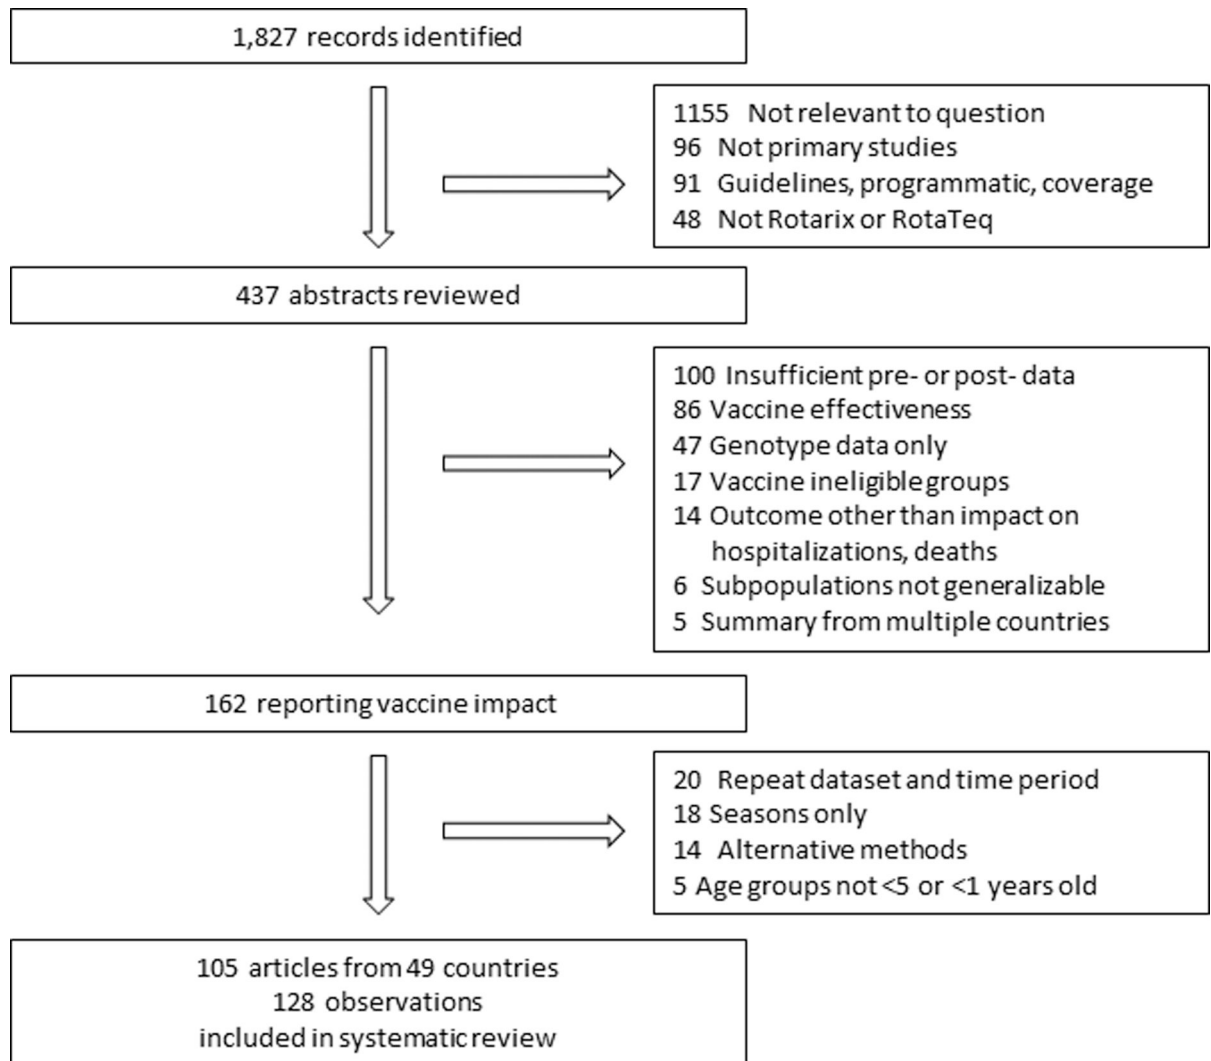 1,827 records identified
1155 Not relevant to question
96 Not primary studies
91 Guidelines, programmatic, coverage
48 Not Rotarix or RotaTeq
437 abstracts reviewed
100 Insufficient pre- or post- data
86 Vaccine effectiveness
47 Genotype data only
17 Vaccine ineligible groups
14 Outcome other than impact on
hospitalizations, deaths
6 Subpopulations not generalizable
5 Summary from multiple countries
162 reporting vaccine impact
20 Repeat dataset and time period
18 Seasons only
14 Alternative methods
5 Age groups not <5 or <1 years old
105 articles from 49 countries
128 observations
included in systematic review